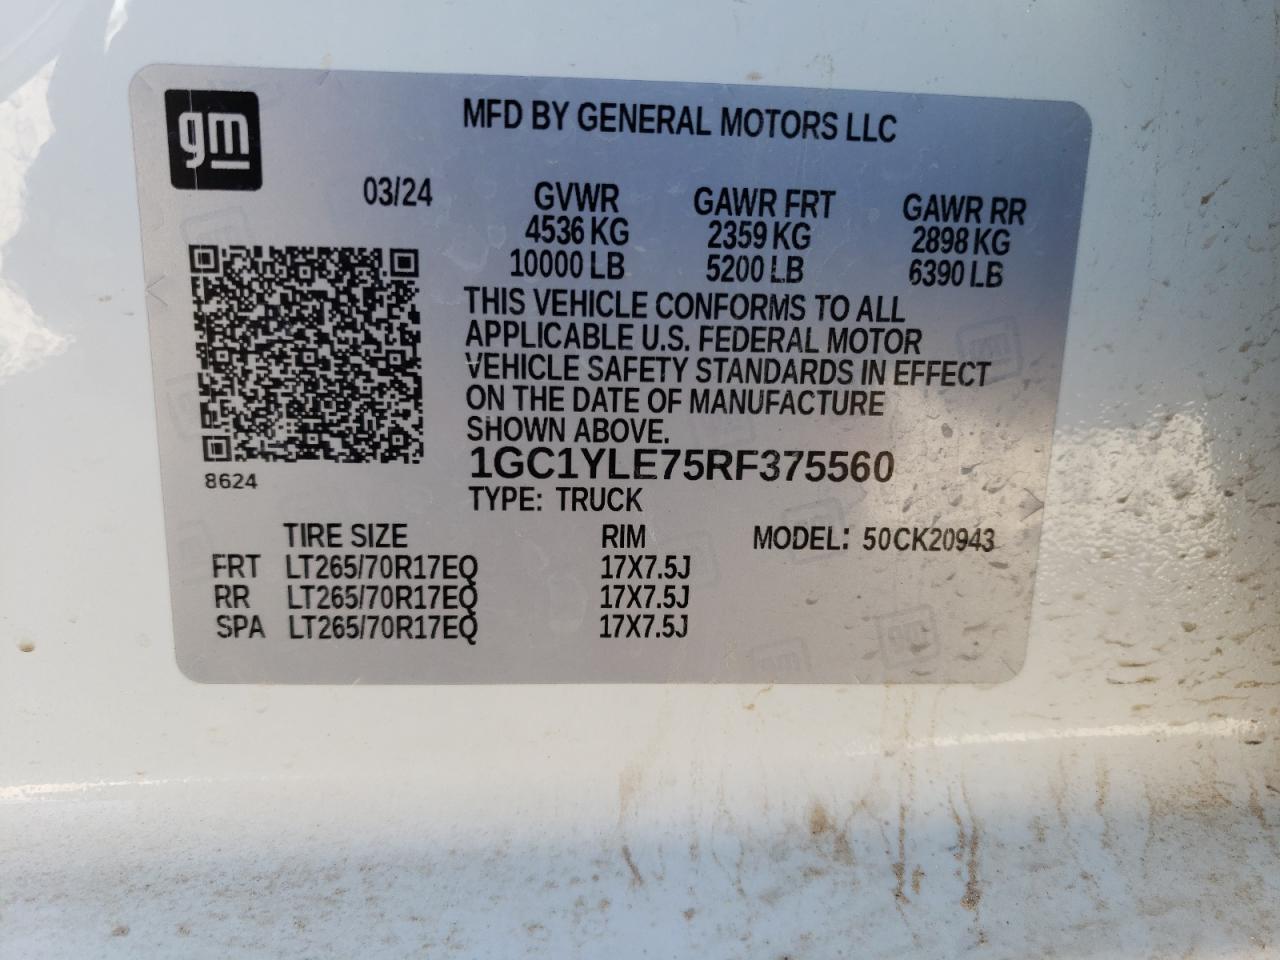 gm
MFD BY GENERAL MOTORS LLC
03/24 GVWR GAWR FRT GAWR RR
4536 KG 2359 KG 2898 KG
10000 LB 5200 LB 6390 LB
THIS VEHICLE CONFORMS TO ALL
APPLICABLE U.S. FEDERAL MOTOR
VEHICLE SAFETY STANDARDS IN EFFECT
ON THE DATE OF MANUFACTURE
SHOWN ABOVE.
1GC1YLE75RF375560
8624
TYPE: TRUCK
TIRE SIZE RIM MODEL: 50CK20943
FRT LT265/70R17EQ 17X7.5J
RR LT265/70R17EQ 17X7.5J
SPA LT265/70R17EQ 17X7.5J